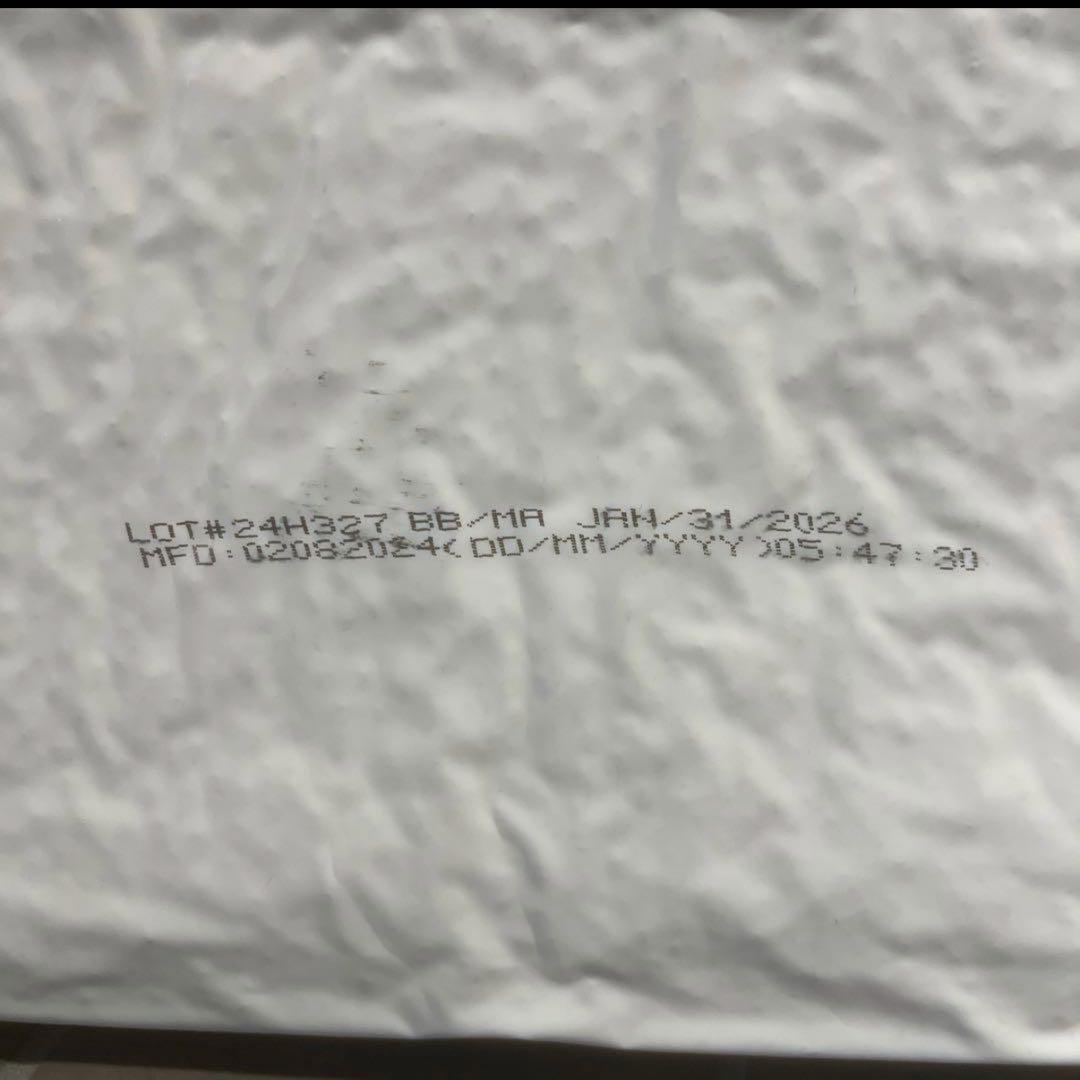 LOT#24H327 BB/MA JAN/31/2026
MFD:02082024(DD/MM/YYYY)05:47:30